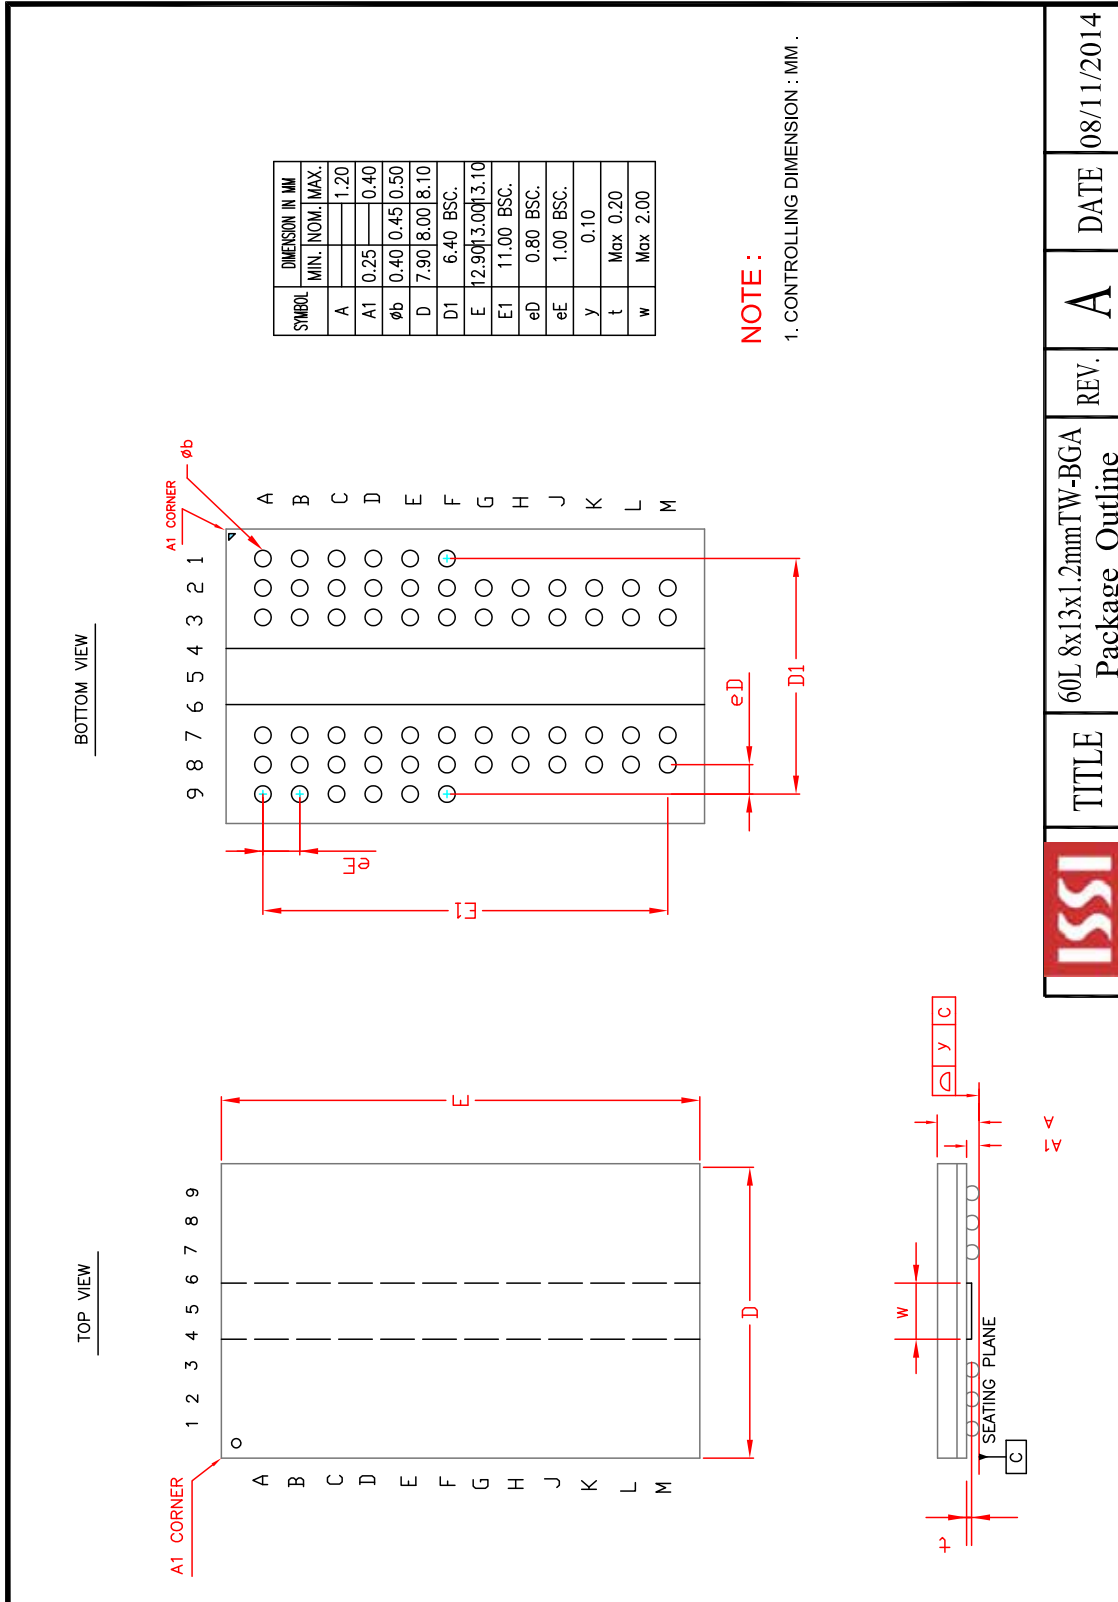 TOP VIEW
A1 CORNER
1 2 3 4 5 6 7 8 9
A
B
C
D
E
F
G
H
J
K
L
M
E
D
BOTTOM VIEW
9 8 7 6 5 4 3 2 1
A1 CORNER
Øb
A
B
C
D
E
F
G
H
J
K
L
M
eE
E1
eD
D1
SYMBOL DIMENSION IN MM
MIN. NOM. MAX.
A 1.20
A1 0.25 0.40
Øb 0.40 0.45 0.50
D 7.90 8.00 8.10
D1 6.40 BSC.
E 12.90 13.00 13.10
E1 11.00 BSC.
eD 0.80 BSC.
eE 1.00 BSC.
y 0.10
t Max 0.20
w Max 2.00
NOTE :
1. CONTROLLING DIMENSION : MM .
w
t
SEATING PLANE
C
y C
A
A1
ISSI
TITLE
60L 8x13x1.2mmTW-BGA
Package Outline
REV.
A
DATE
08/11/2014